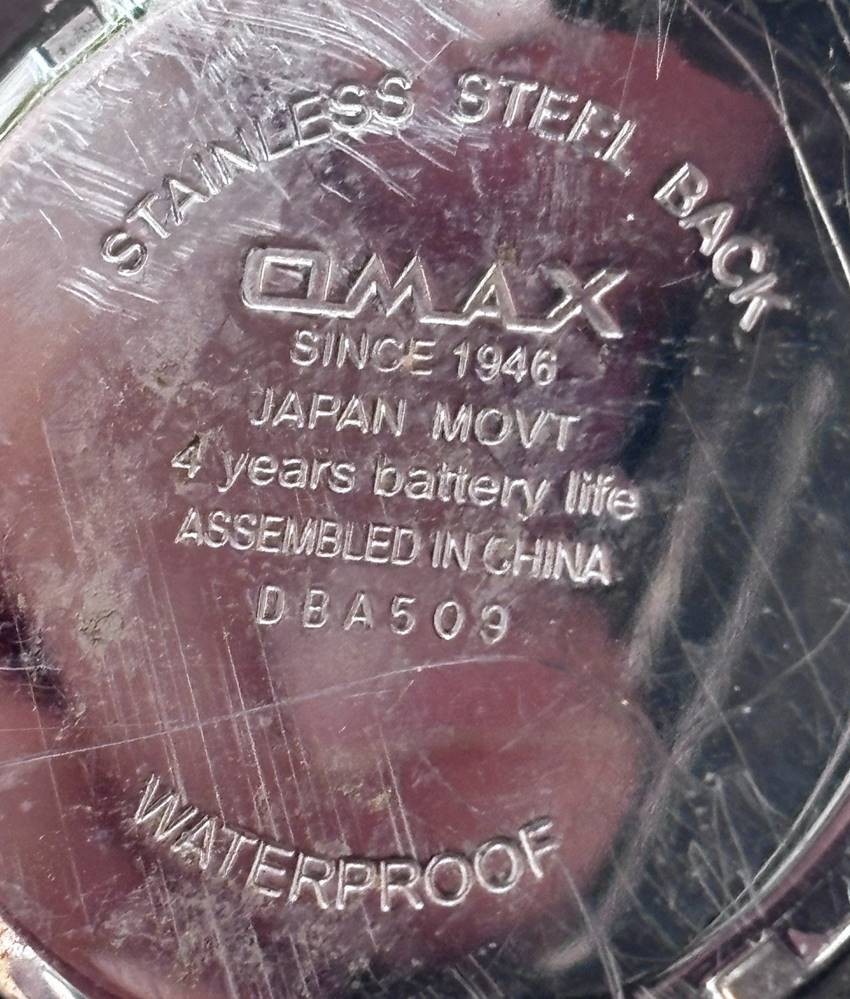 STAINLESS STEEL BACK
OMAX
SINCE 1946
JAPAN MOVT
4 years battery life
ASSEMBLED IN CHINA
DBA509
WATERPROOF